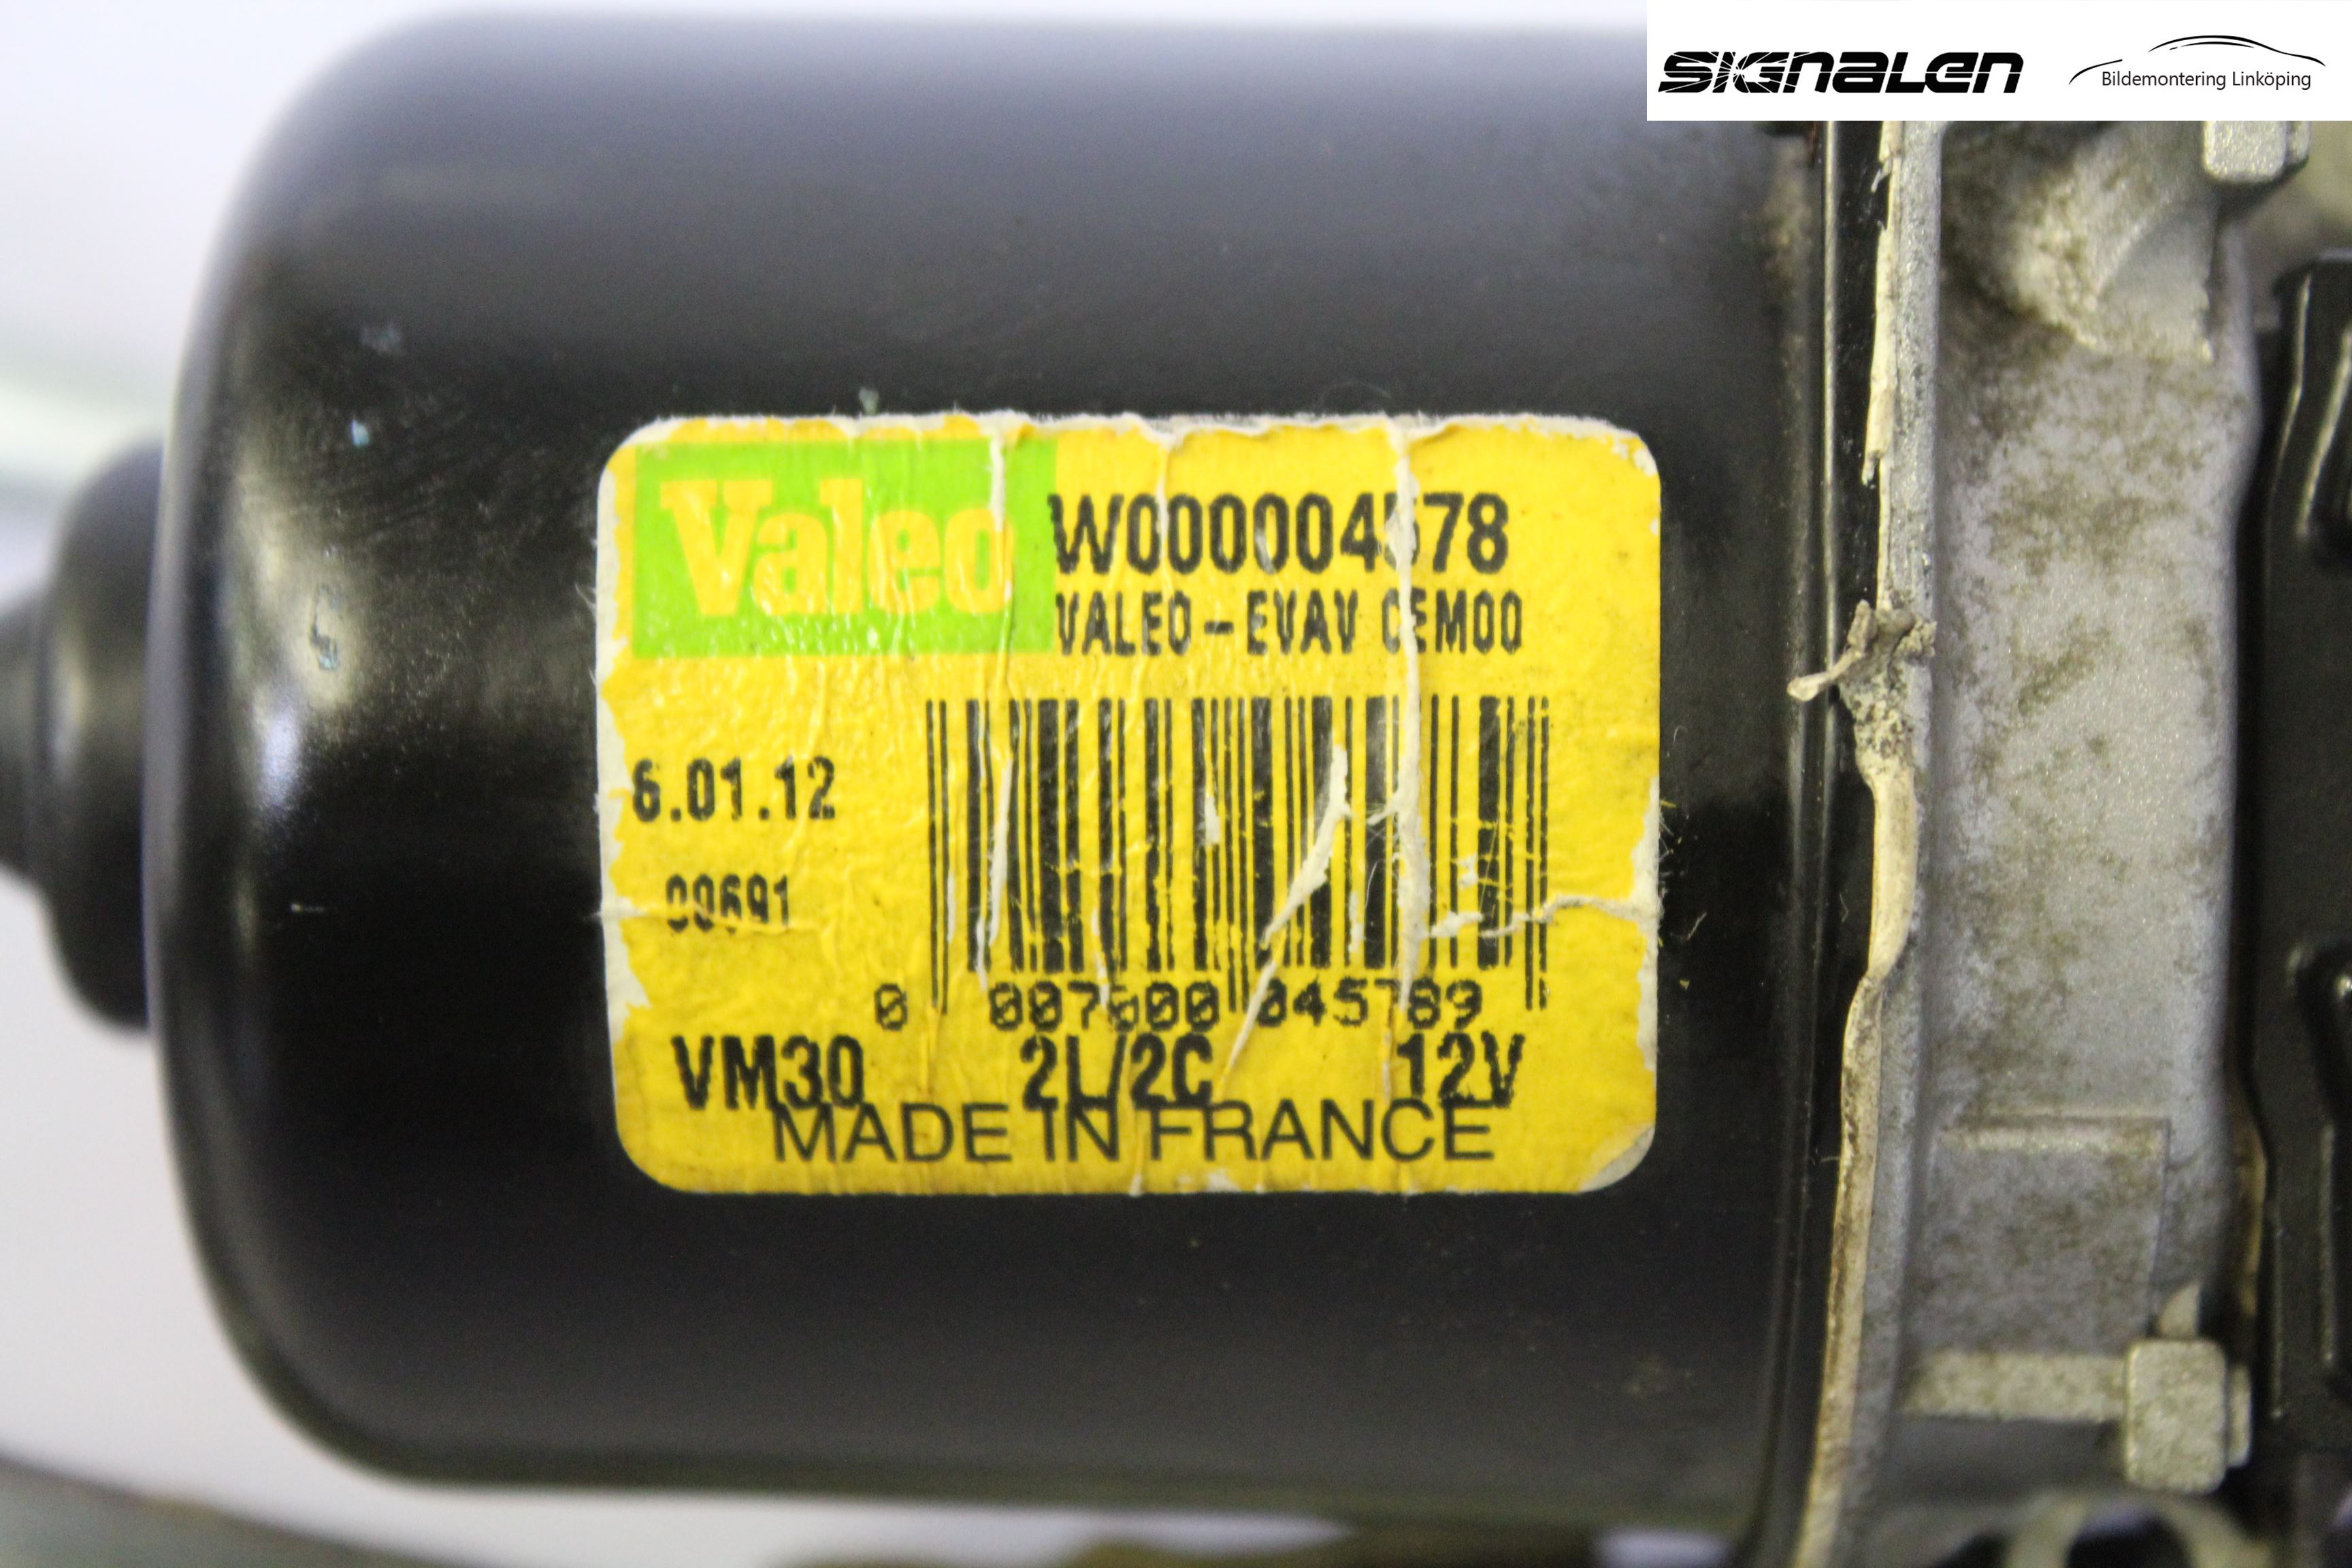 SIGNALEN
Bildemontering Linköping
Valeo
W000004578
VALEO-EVAV CEM00
6.01.12
00691
0 007600 045789
VM30 2L/2C 12V
MADE IN FRANCE